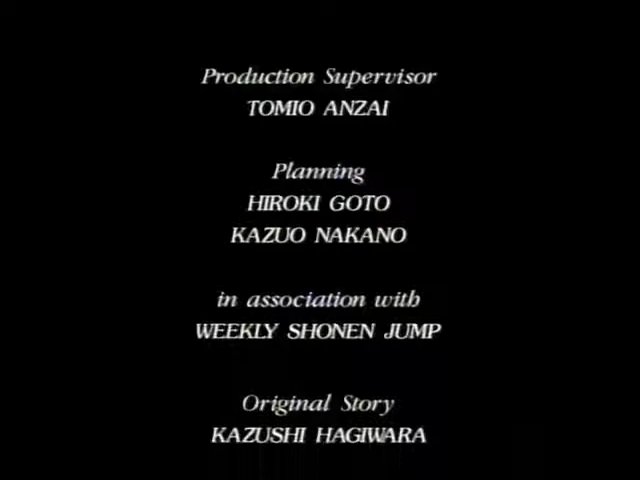 Production Supervisor
TOMIO ANZAI
Planning
HIROKI GOTO
KAZUO NAKANO
in association with
WEEKLY SHONEN JUMP
Original Story
KAZUSHI HAGIWARA